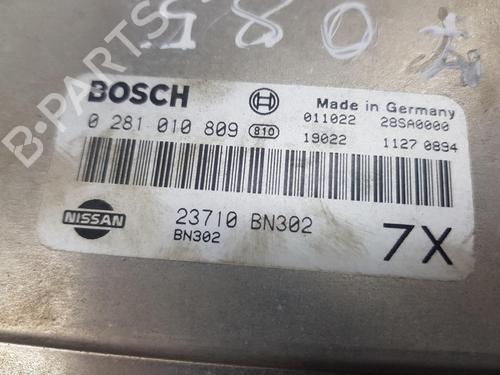 B-PARTS
BOSCH
Made in Germany
0 281 010 809 810
011022 28SA0000
19022 1127 0894
NISSAN
23710 BN302
BN302
7X